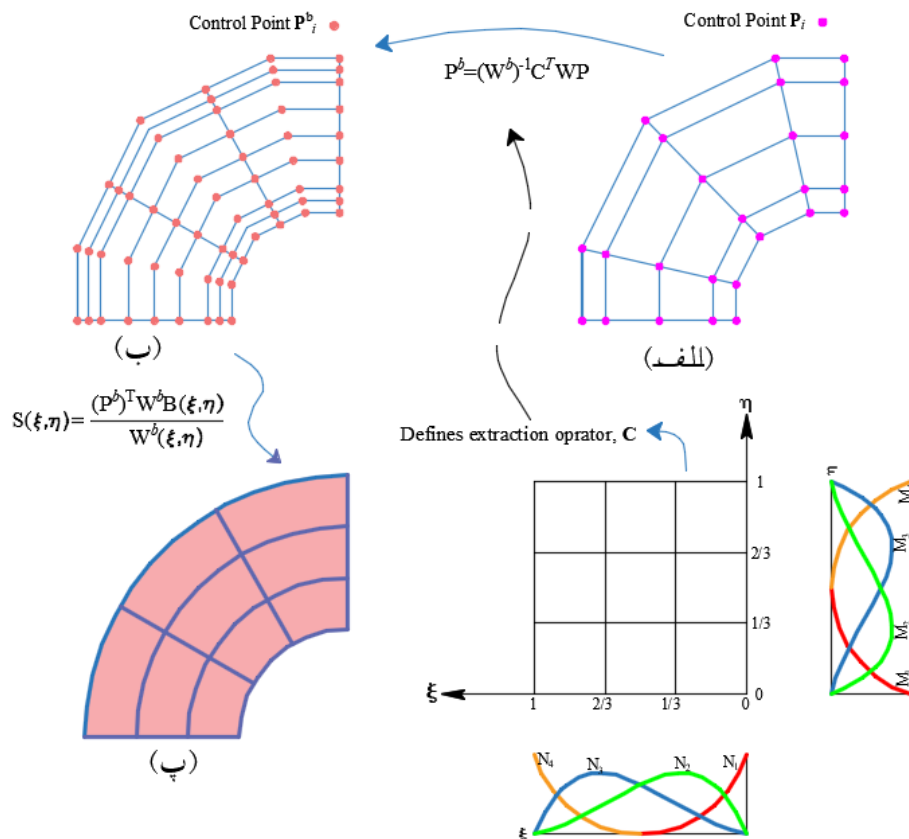 Control Point P^b_i
Control Point P_i
P^b=(W^b)^-1C^TWP
(ب)
(الف)
S(ξ,η)= (P^b)^T W^b B(ξ,η)
W^b(ξ,η)
Defines extraction oprator, C
η
1
2/3
1/3
0
ξ
1
2/3
1/3
0
η
M
M₃
M₂
M
(پ)
N₄
N₃
N₂
N₁
ξ